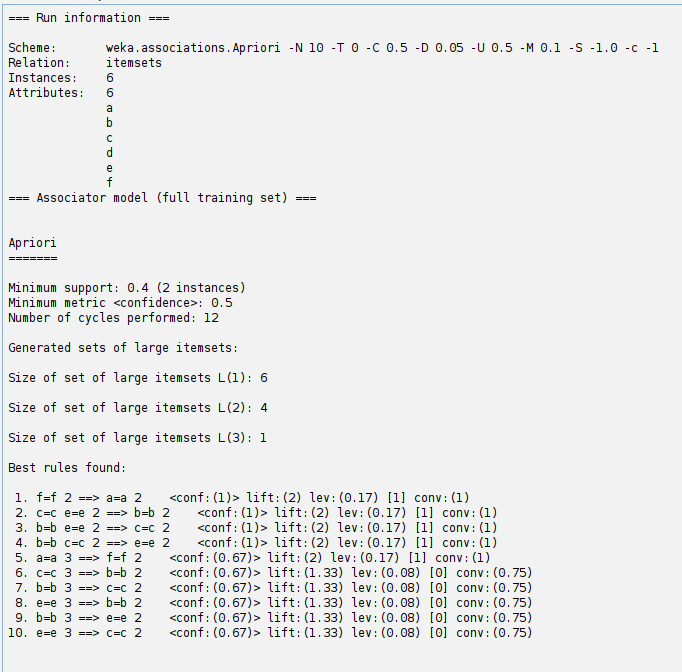 === Run information ===
Scheme: weka.associations.Apriori -N 10 -T 0 -C 0.5 -D 0.05 -U 0.5 -M 0.1 -S -1.0 -c -1
Relation: itemsets
Instances: 6
Attributes: 6
a
b
c
d
e
f
=== Associator model (full training set) ===
Apriori
=======
Minimum support: 0.4 (2 instances)
Minimum metric <confidence>: 0.5
Number of cycles performed: 12
Generated sets of large itemsets:
Size of set of large itemsets L(1): 6
Size of set of large itemsets L(2): 4
Size of set of large itemsets L(3): 1
Best rules found:
1. f=f 2 ==> a=a 2 <conf:(1)> lift:(2) lev:(0.17) [1] conv:(1)
2. c=c e=e 2 ==> b=b 2 <conf:(1)> lift:(2) lev:(0.17) [1] conv:(1)
3. b=b e=e 2 ==> c=c 2 <conf:(1)> lift:(2) lev:(0.17) [1] conv:(1)
4. b=b c=c 2 ==> e=e 2 <conf:(1)> lift:(2) lev:(0.17) [1] conv:(1)
5. a=a 3 ==> f=f 2 <conf:(0.67)> lift:(2) lev:(0.17) [1] conv:(1)
6. c=c 3 ==> b=b 2 <conf:(0.67)> lift:(1.33) lev:(0.08) [0] conv:(0.75)
7. b=b 3 ==> c=c 2 <conf:(0.67)> lift:(1.33) lev:(0.08) [0] conv:(0.75)
8. e=e 3 ==> b=b 2 <conf:(0.67)> lift:(1.33) lev:(0.08) [0] conv:(0.75)
9. b=b 3 ==> e=e 2 <conf:(0.67)> lift:(1.33) lev:(0.08) [0] conv:(0.75)
10. e=e 3 ==> c=c 2 <conf:(0.67)> lift:(1.33) lev:(0.08) [0] conv:(0.75)